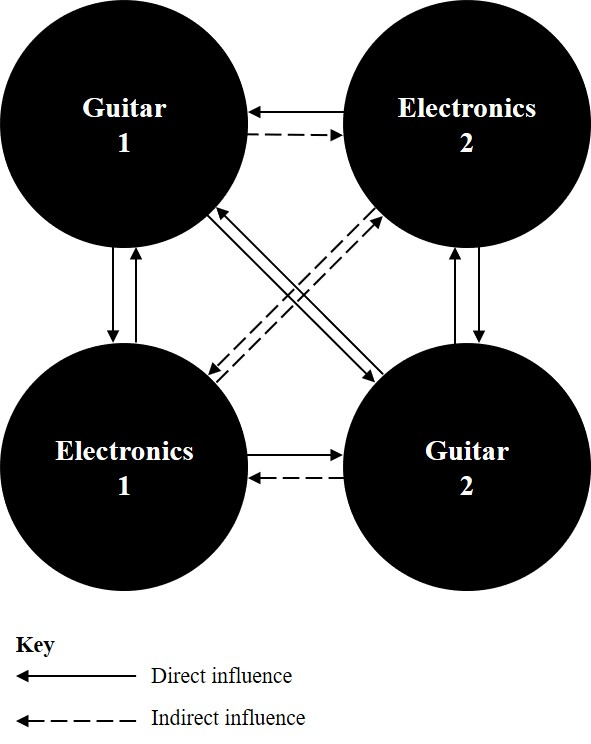 Guitar
1
Electronics
2
Electronics
1
Guitar
2
Key
Direct influence
Indirect influence